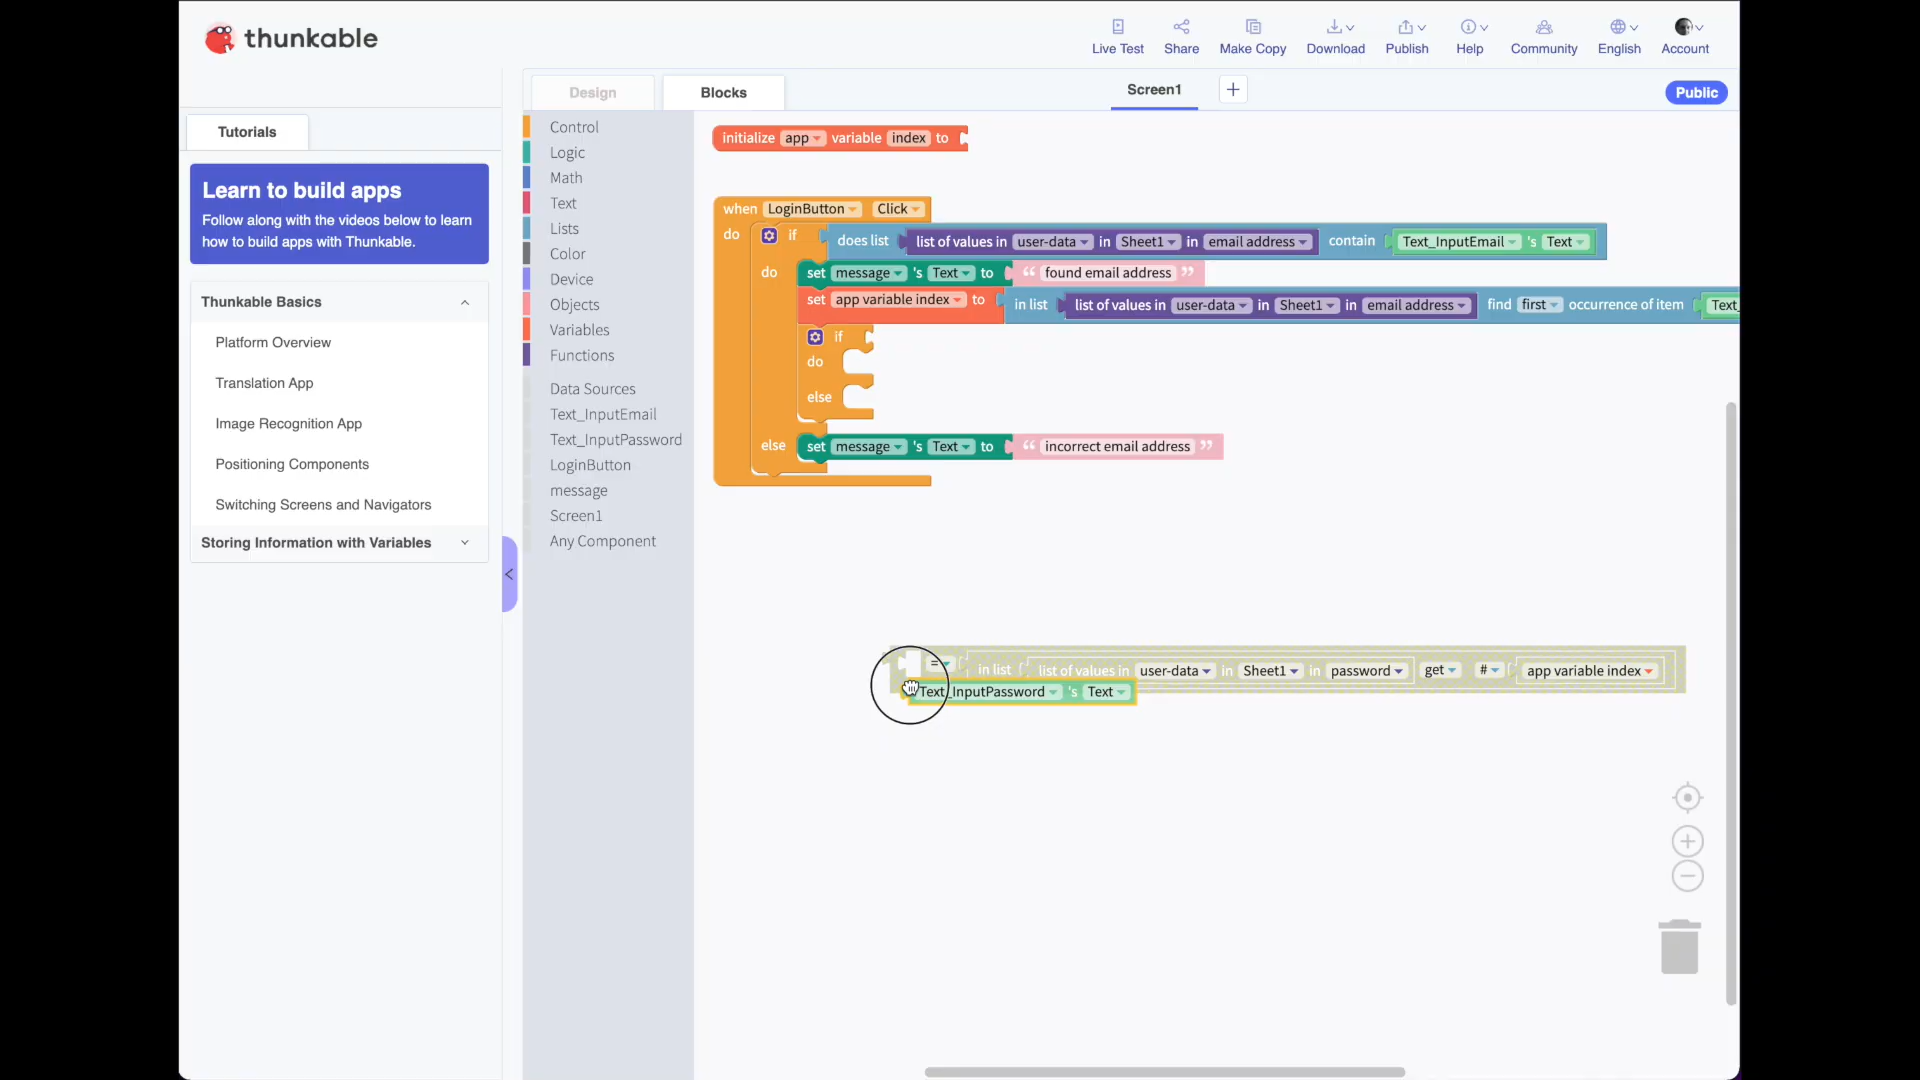 thunkable
Live Test
Share
Make Copy
Download
Publish
Help
Community
English
Account
Design
Blocks
Screen1
+
Public
Tutorials
Learn to build apps
Follow along with the videos below to learn
how to build apps with Thunkable.
Thunkable Basics
Platform Overview
Translation App
Image Recognition App
Positioning Components
Switching Screens and Navigators
Storing Information with Variables
Control
Logic
Math
Text
Lists
Color
Device
Objects
Variables
Functions
Data Sources
Text_InputEmail
Text_InputPassword
LoginButton
message
Screen1
Any Component
initialize app variable index to
when LoginButton Click
do if does list list of values in user-data in Sheet1 in email address contain Text_InputEmail 's Text
do set message 's Text to “ found email address ”
set app variable index to in list list of values in user-data in Sheet1 in email address find first occurrence of item Text_
if
do
else
else set message 's Text to “ incorrect email address ”
= in list list of values in user-data in Sheet1 in password get # app variable index
Text_InputPassword 's Text